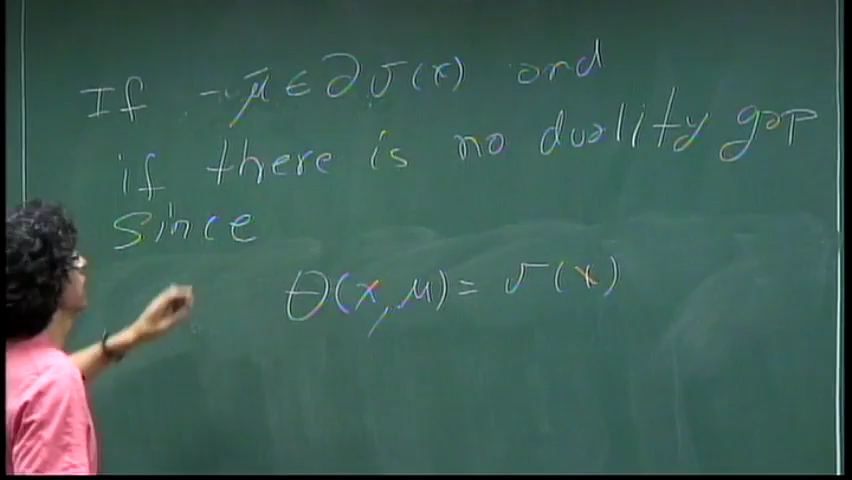 If -μ̄ ∈ ∂v(x) and
if there is no duality gap
since
θ(x, μ) = v(x)